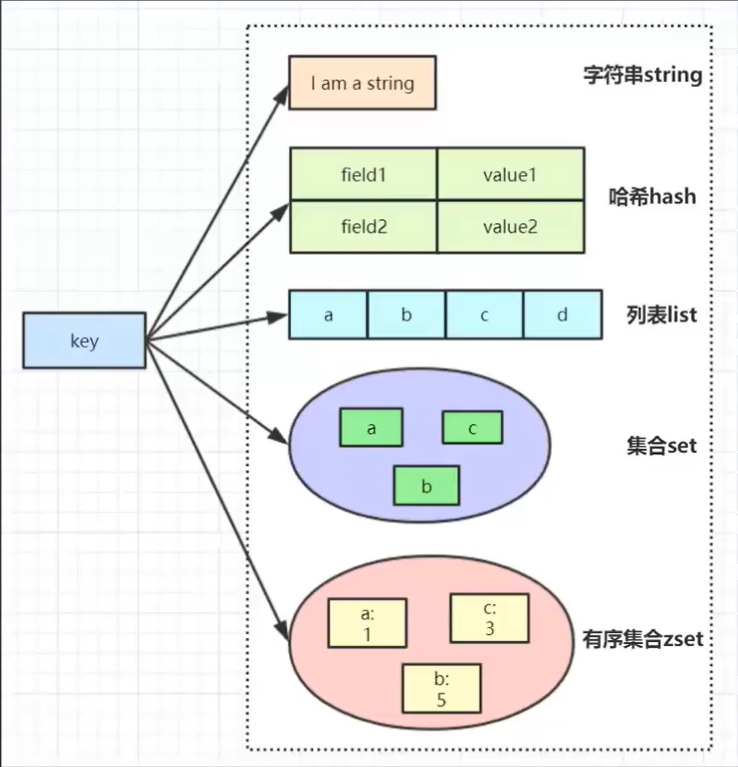 I am a string
字符串string
field1 value1
哈希hash
field2 value2
a b c d
列表list
key
a c
集合set
b
a:
1
c:
3
有序集合zset
b:
5